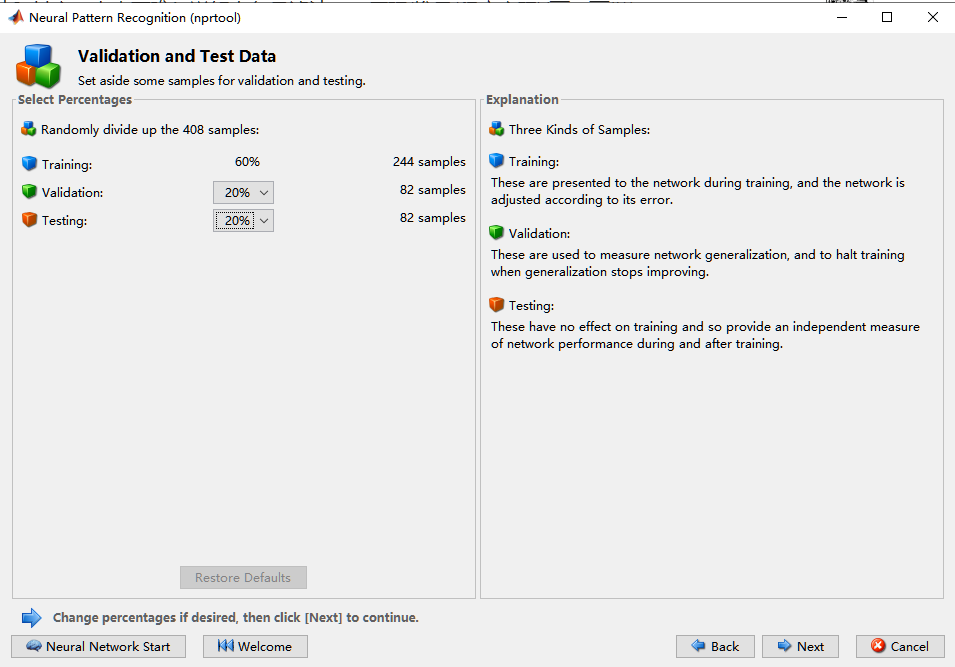 Neural Pattern Recognition (nprtool)
Validation and Test Data
Set aside some samples for validation and testing.
Select Percentages
Randomly divide up the 408 samples:
Training: 60% 244 samples
Validation: 20% 82 samples
Testing: 20% 82 samples
Restore Defaults
Explanation
Three Kinds of Samples:
Training:
These are presented to the network during training, and the network is
adjusted according to its error.
Validation:
These are used to measure network generalization, and to halt training
when generalization stops improving.
Testing:
These have no effect on training and so provide an independent measure
of network performance during and after training.
Change percentages if desired, then click [Next] to continue.
Neural Network Start Welcome Back Next Cancel